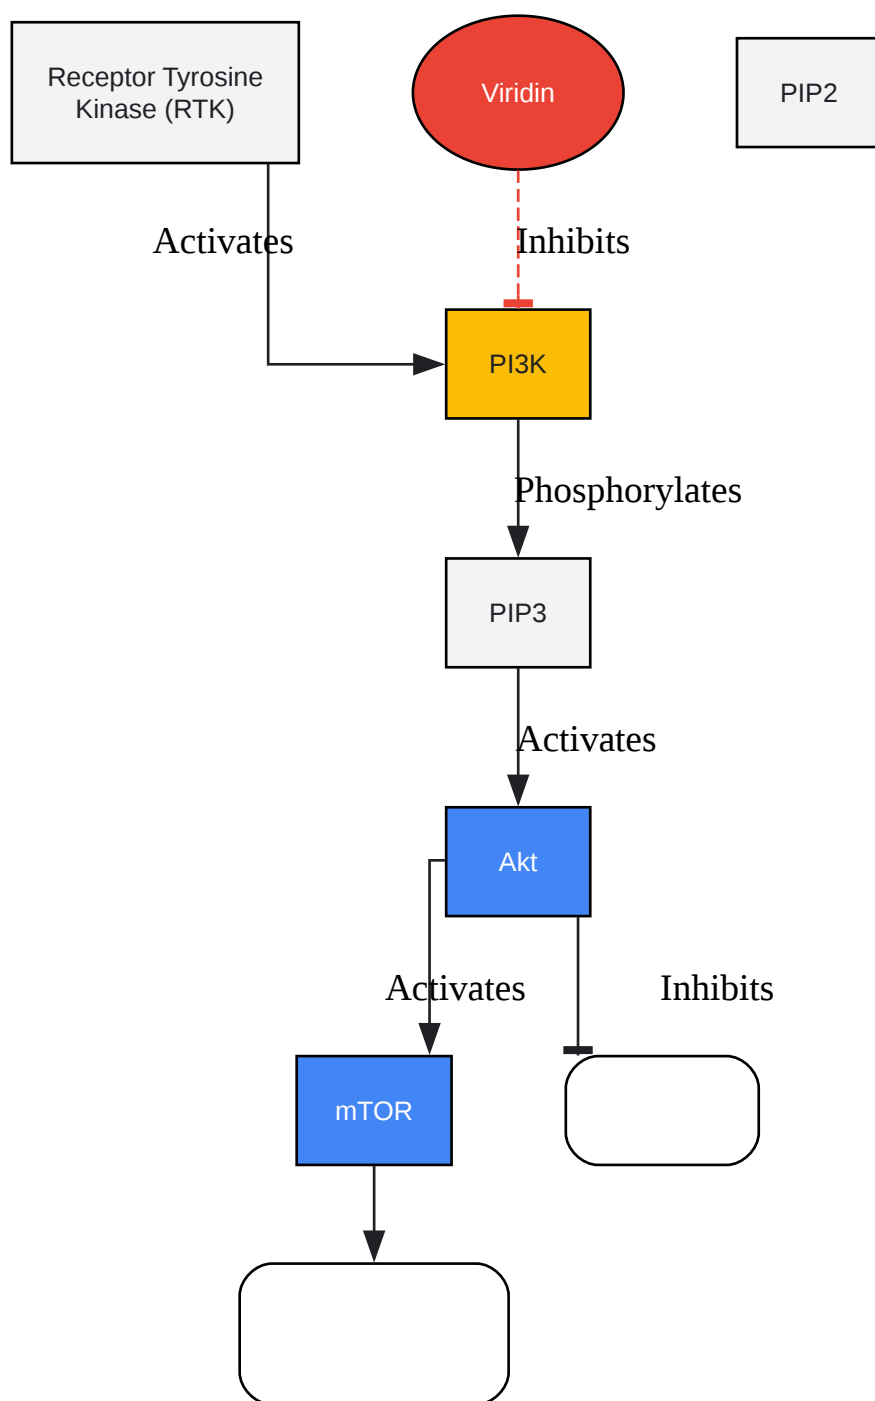 Receptor Tyrosine
Kinase (RTK)
Viridin
PIP2
Activates
Inhibits
PI3K
Phosphorylates
PIP3
Activates
Akt
Activates
Inhibits
mTOR